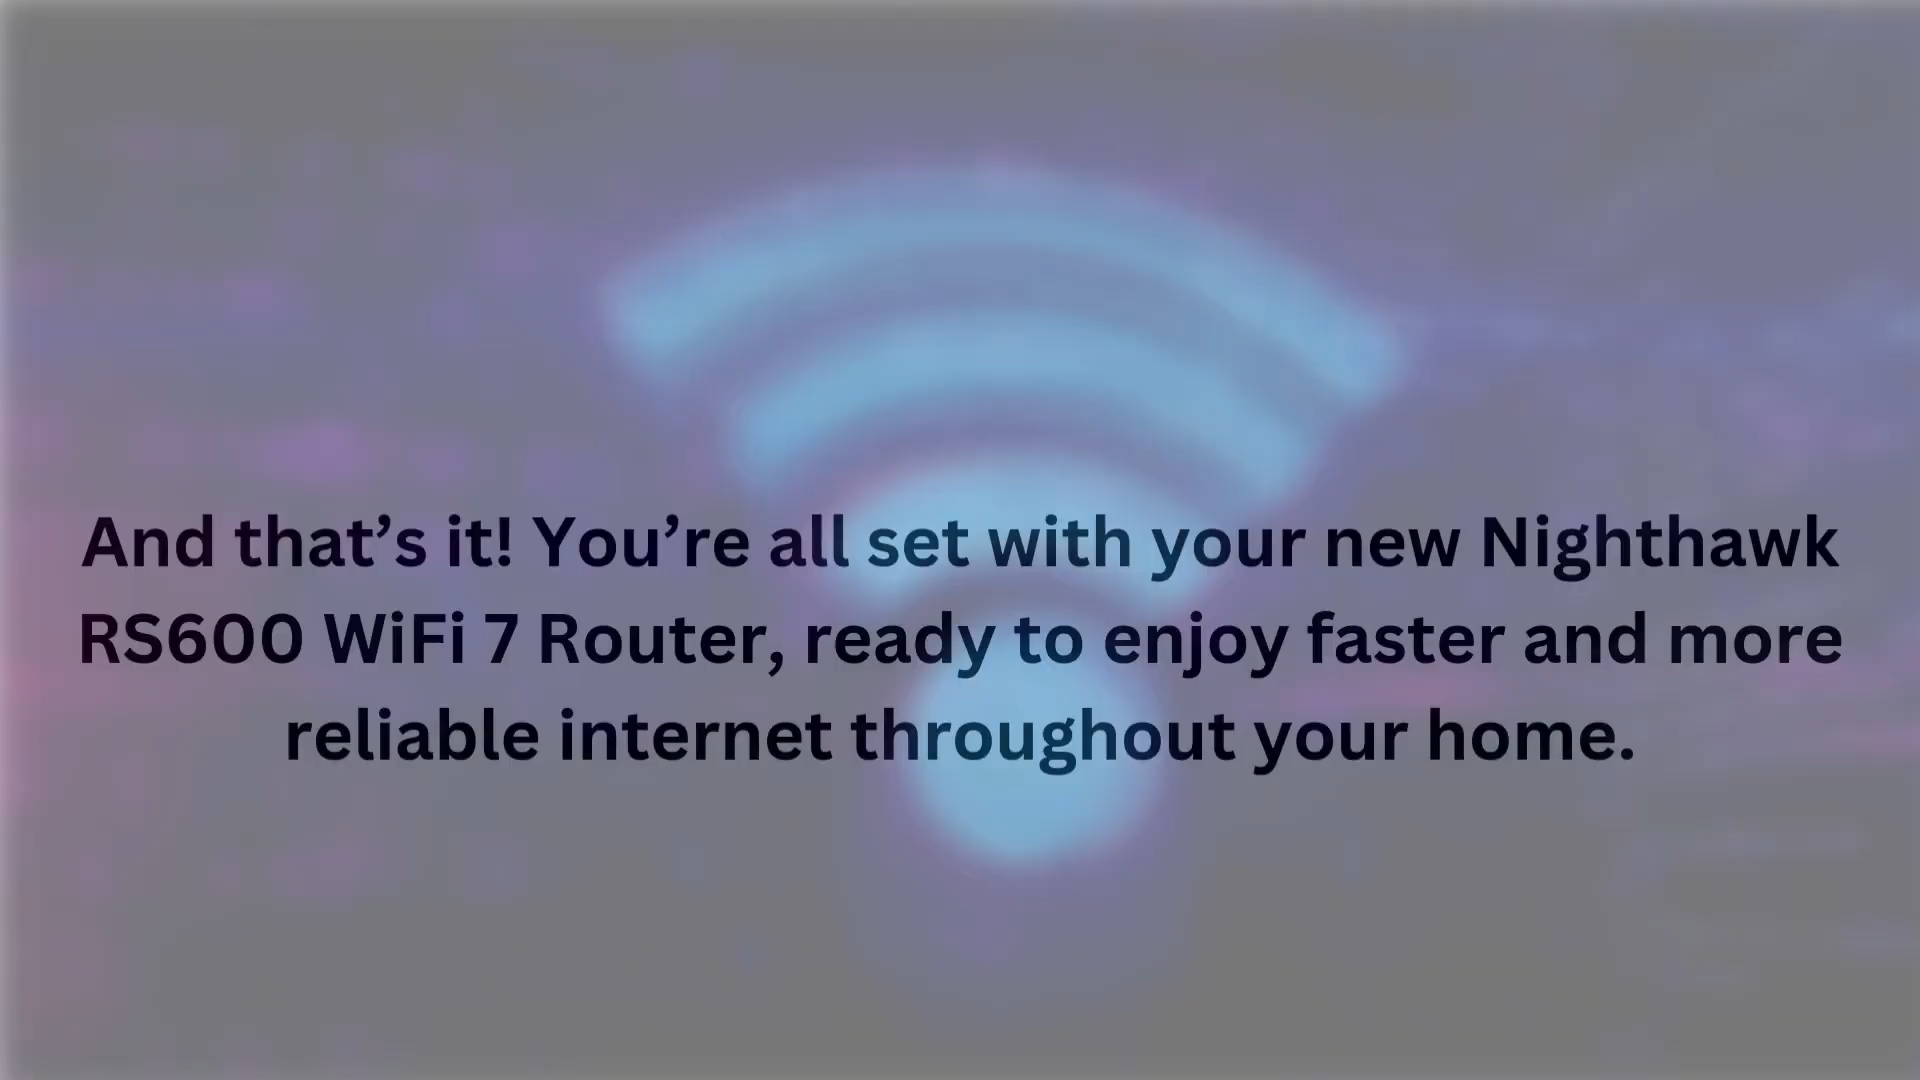 And that’s it! You’re all set with your new Nighthawk
RS600 WiFi 7 Router, ready to enjoy faster and more
reliable internet throughout your home.